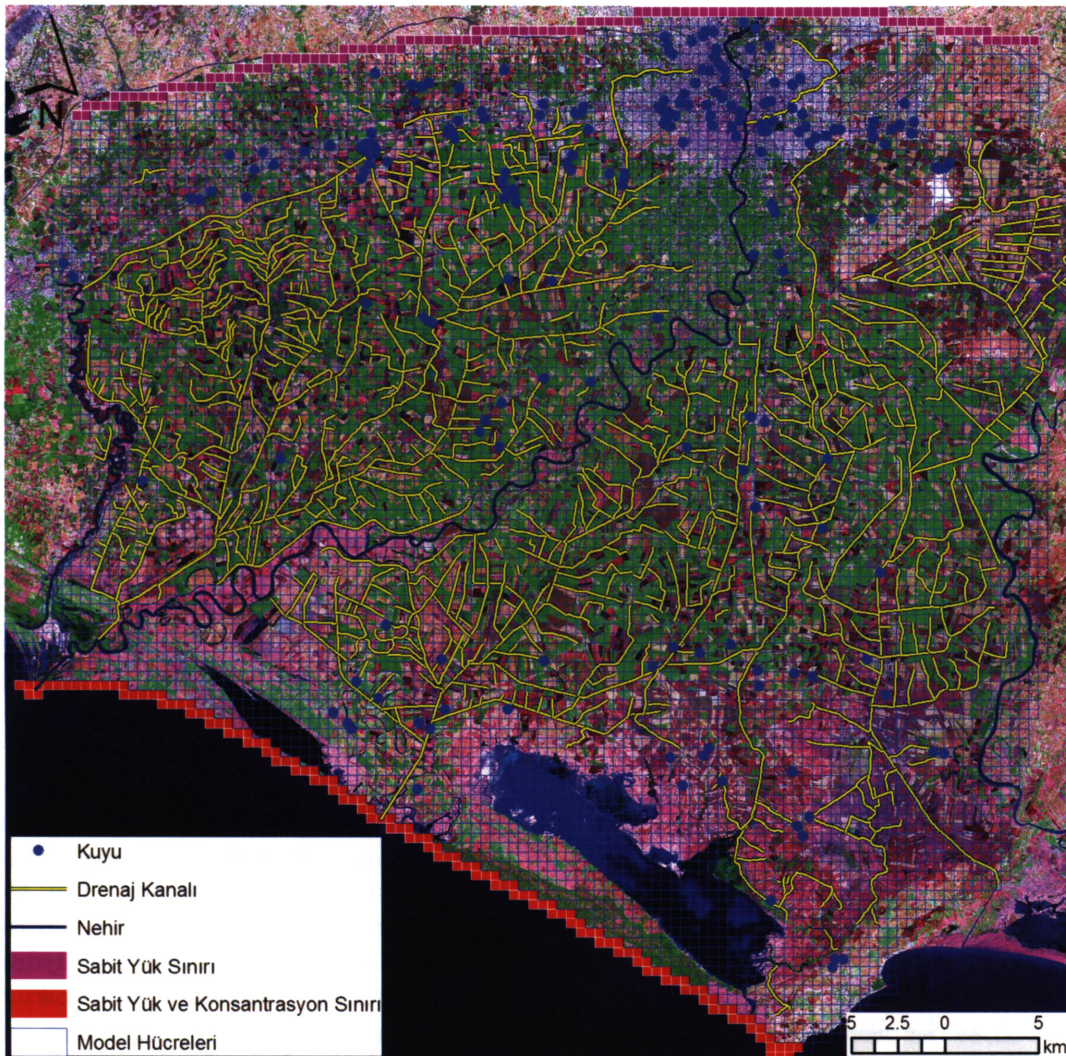 N
Kuyu
Drenaj Kanalı
Nehir
Sabit Yük Sınırı
Sabit Yük ve Konsantrasyon Sınırı
Model Hücreleri
5 2.5 0 5
km